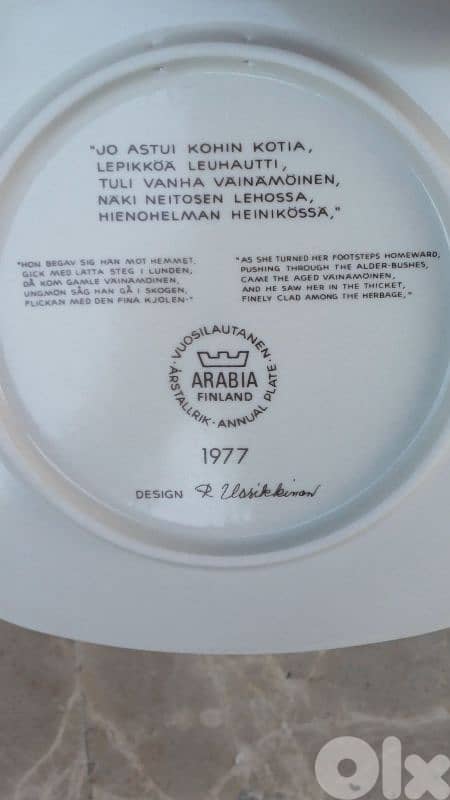 "JO ASTUI KOHIN KOTIA,
LEPIKKÖÄ LEUHAUTTI,
TULI VANHA VÄINÄMÖINEN,
NÄKI NEITOSEN LEHOSSA,
HIENOHELMAN HEINIKÖSSÄ,"
"HON BEGAV SIG HÄN MOT HEMMET,
GICK MED LÄTTA STEG I LUNDEN,
DÅ KOM GAMLE VÄINÄMÖINEN,
UNGMÖN SÅG HAN GÅ I SKOGEN,
FLICKAN MED DEN FINA KJOLEN-"
"AS SHE TURNED HER FOOTSTEPS HOMEWARD,
PUSHING THROUGH THE ALDER-BUSHES,
CAME THE AGED VÄINÄMÖINEN,
AND HE SAW HER IN THE THICKET,
FINELY CLAD AMONG THE HERBAGE,"
· VUOSILAUTANEN ·
ARABIA
FINLAND
ÅRSTALLRIK · ANNUAL PLATE
1977
DESIGN R. Uosikkinen
OLX